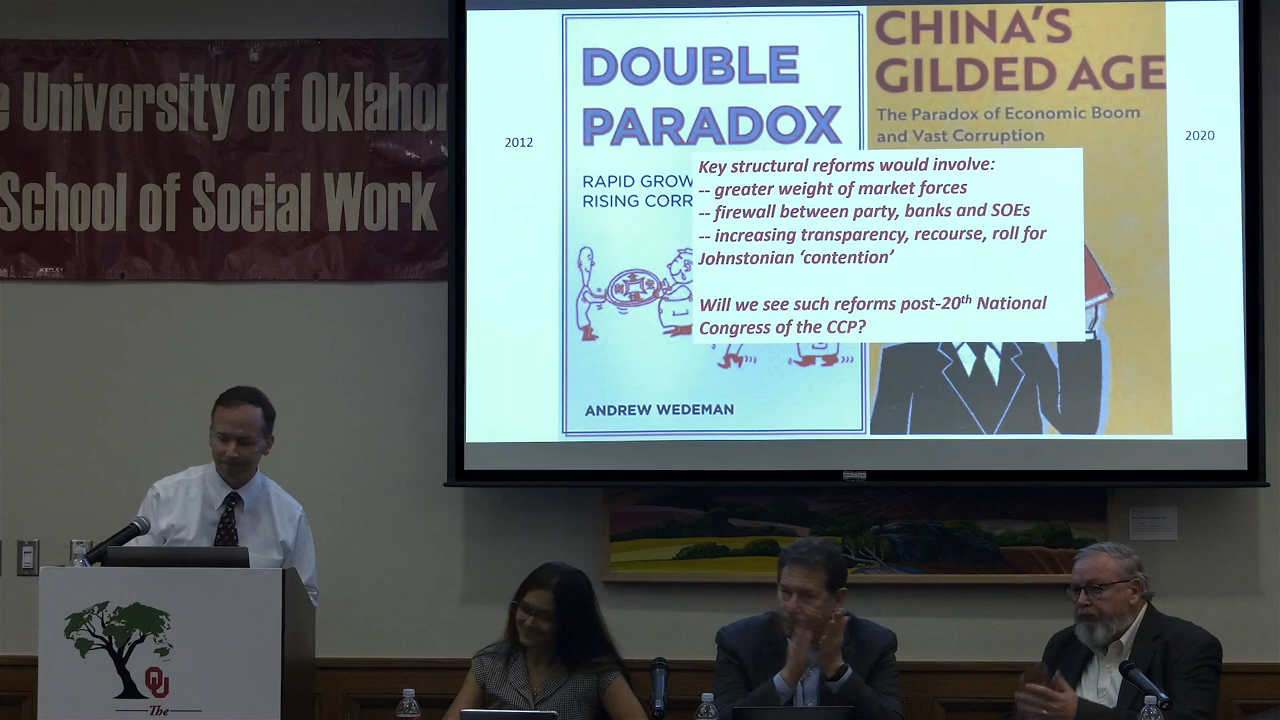 e University of Oklahor
School of Social Work
2012
DOUBLE
PARADOX
RAPID GROW
RISING CORR
ANDREW WEDEMAN
CHINA'S
GILDED AGE
The Paradox of Economic Boom
and Vast Corruption
2020
Key structural reforms would involve:
-- greater weight of market forces
-- firewall between party, banks and SOEs
-- increasing transparency, recourse, roll for
Johnstonian ‘contention’
Will we see such reforms post-20th National
Congress of the CCP?
OU
The